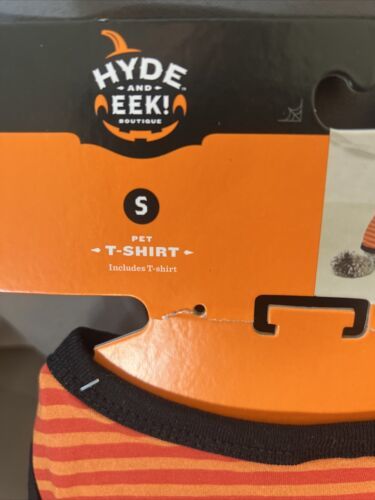 HYDE
AND
EEK!
BOUTIQUE
S
PET
T-SHIRT
Includes T-shirt